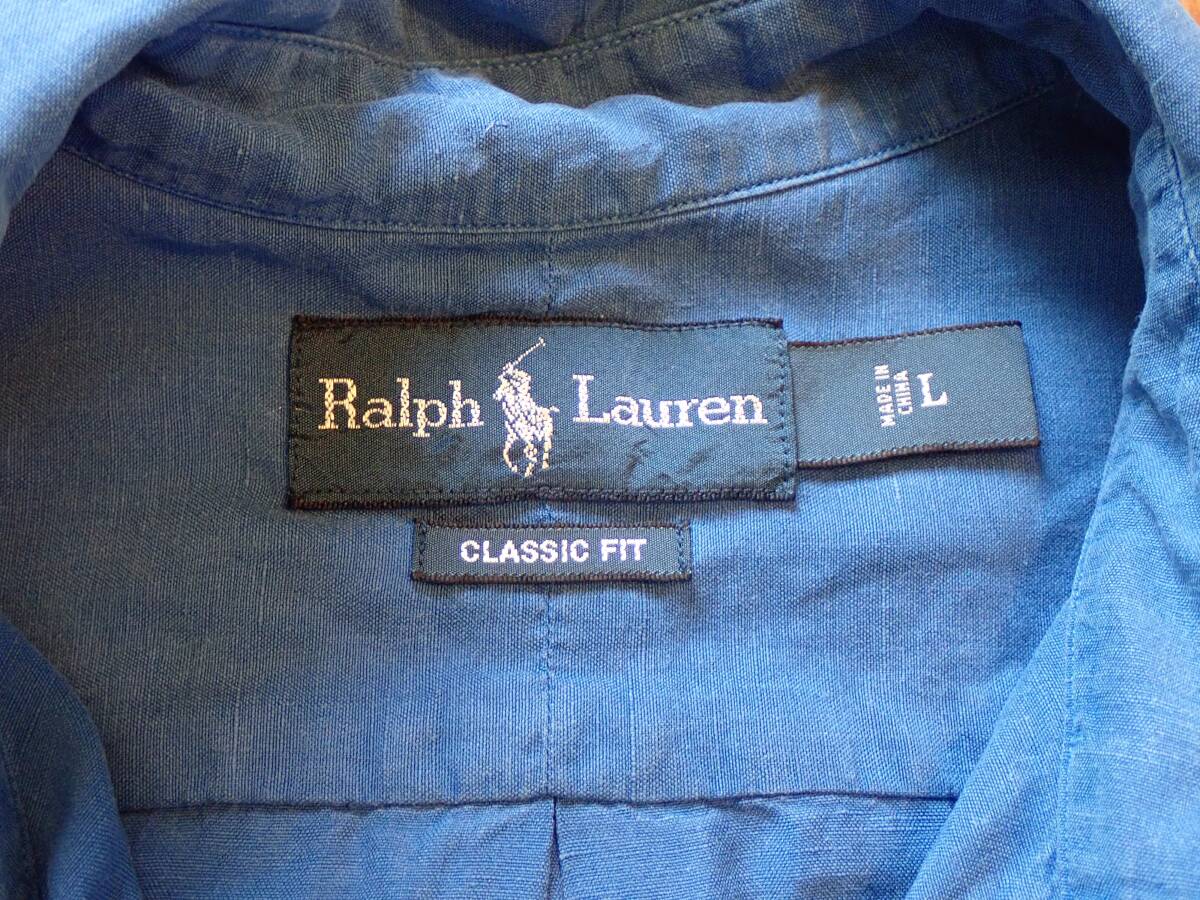 Ralph Lauren
MADE IN
CHINA
L
CLASSIC FIT